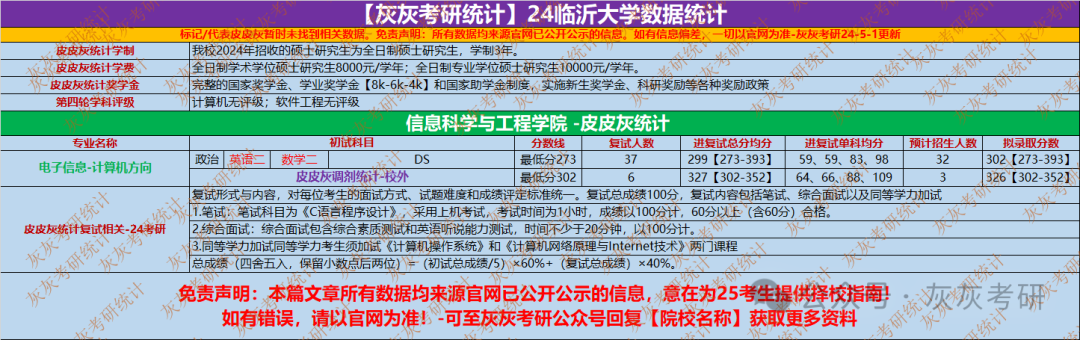 【灰灰考研统计】24临沂大学数据统计
标记/代表皮皮灰暂时未找到相关数据。免责声明：所有数据均来源官网已公开公示的信息。如有信息偏差，一切以官网为准-灰灰考研24-5-1更新
皮皮灰统计学制 我校2024年招收的硕士研究生为全日制硕士研究生，学制3年。
皮皮灰统计学费 全日制学术学位硕士研究生8000元/学年；全日制专业学位硕士研究生10000元/学年。
皮皮灰统计奖学金 完整的国家奖学金、学业奖学金【8k-6k-4k】和国家助学金制度，实施新生奖学金、科研奖励等各种奖励政策
第四轮学科评级 计算机无评级；软件工程无评级
信息科学与工程学院 -皮皮灰统计
专业名称 初试科目 分数线 复试人数 进复试总分均分 进复试单科均分 预计招生人数 拟录取分数
电子信息-计算机方向 政治 英语二 数学二 DS 最低分273 37 299【273-393】 59、59、83、98 32 302【273-393】
皮皮灰调剂统计-校外 最低分302 6 327【302-352】 64、66、88、109 3 326【302-352】
皮皮灰统计复试相关-24考研
复试形式与内容，对每位考生的面试方式、试题难度和成绩评定标准统一。复试总成绩100分，复试内容包括笔试、综合面试以及同等学力加试
1.笔试：笔试科目为《C语言程序设计》，采用上机考试，考试时间为1小时，成绩以100分计，60分以上（含60分）合格。
2.综合面试：综合面试包含综合素质测试和英语听说能力测试，时间不少于20分钟，以100分计。
3.同等学力加试同等学力考生须加试《计算机操作系统》和《计算机网络原理与Internet技术》两门课程
总成绩（四舍五入，保留小数点后两位）＝（初试总成绩/5）×60%+（复试总成绩）×40%。
免责声明：本篇文章所有数据均来源官网已公开公示的信息，意在为25考生提供择校指南！
如有错误，请以官网为准！-可至灰灰考研公众号回复【院校名称】获取更多资料
公众号·灰灰考研